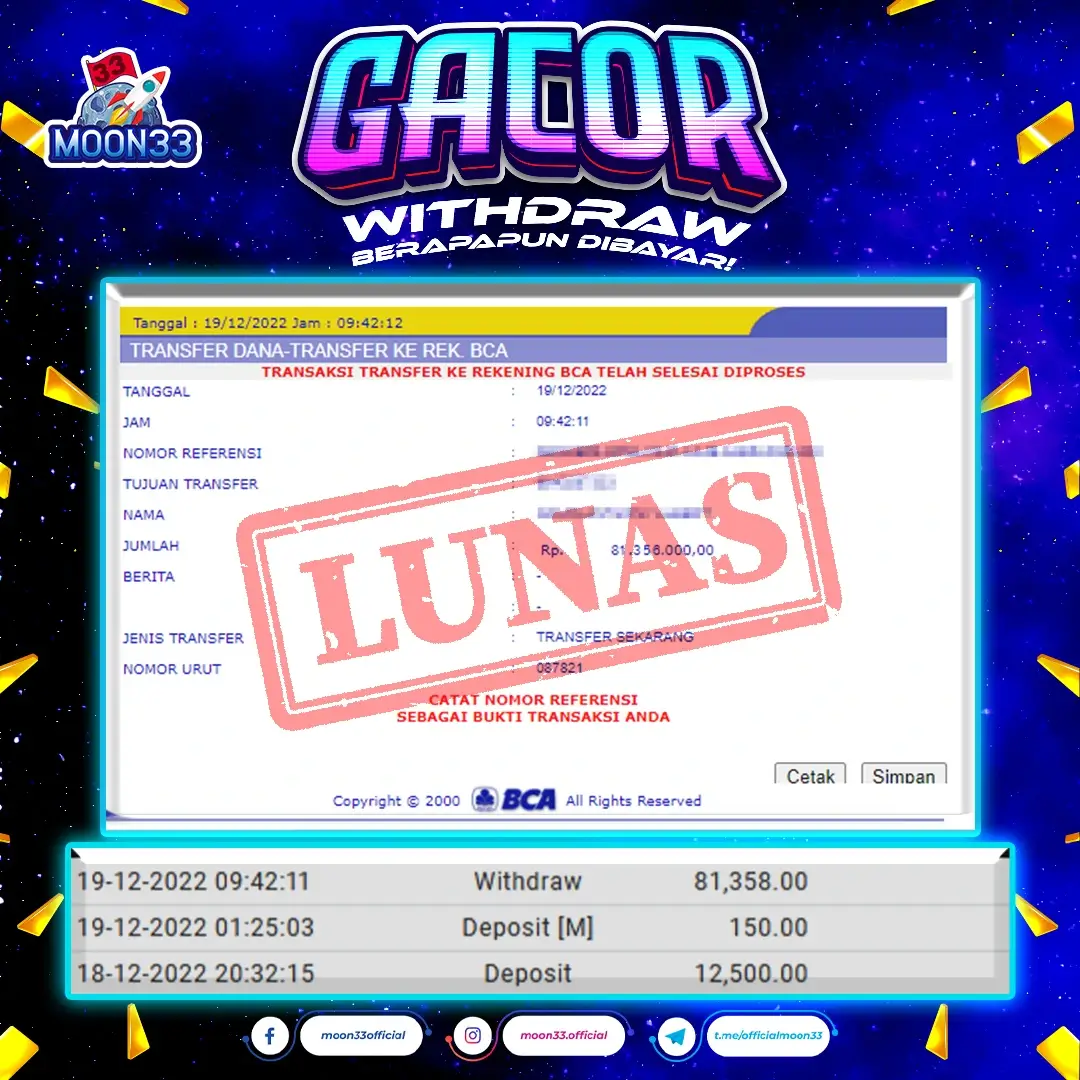 33
MOON33
GACOR
WITHDRAW
BERAPAPUN DIBAYAR!
Tanggal : 19/12/2022 Jam : 09:42:12
TRANSFER DANA-TRANSFER KE REK. BCA
TRANSAKSI TRANSFER KE REKENING BCA TELAH SELESAI DIPROSES
TANGGAL : 19/12/2022
JAM : 09:42:11
NOMOR REFERENSI :
TUJUAN TRANSFER :
NAMA :
JUMLAH : Rp. 81.358.000,00
BERITA : -
-
LUNAS
JENIS TRANSFER : TRANSFER SEKARANG
NOMOR URUT : 087821
CATAT NOMOR REFERENSI
SEBAGAI BUKTI TRANSAKSI ANDA
Cetak Simpan
Copyright © 2000 BCA All Rights Reserved
19-12-2022 09:42:11 Withdraw 81,358.00
19-12-2022 01:25:03 Deposit [M] 150.00
18-12-2022 20:32:15 Deposit 12,500.00
moon33official moon33.official t.me/officialmoon33